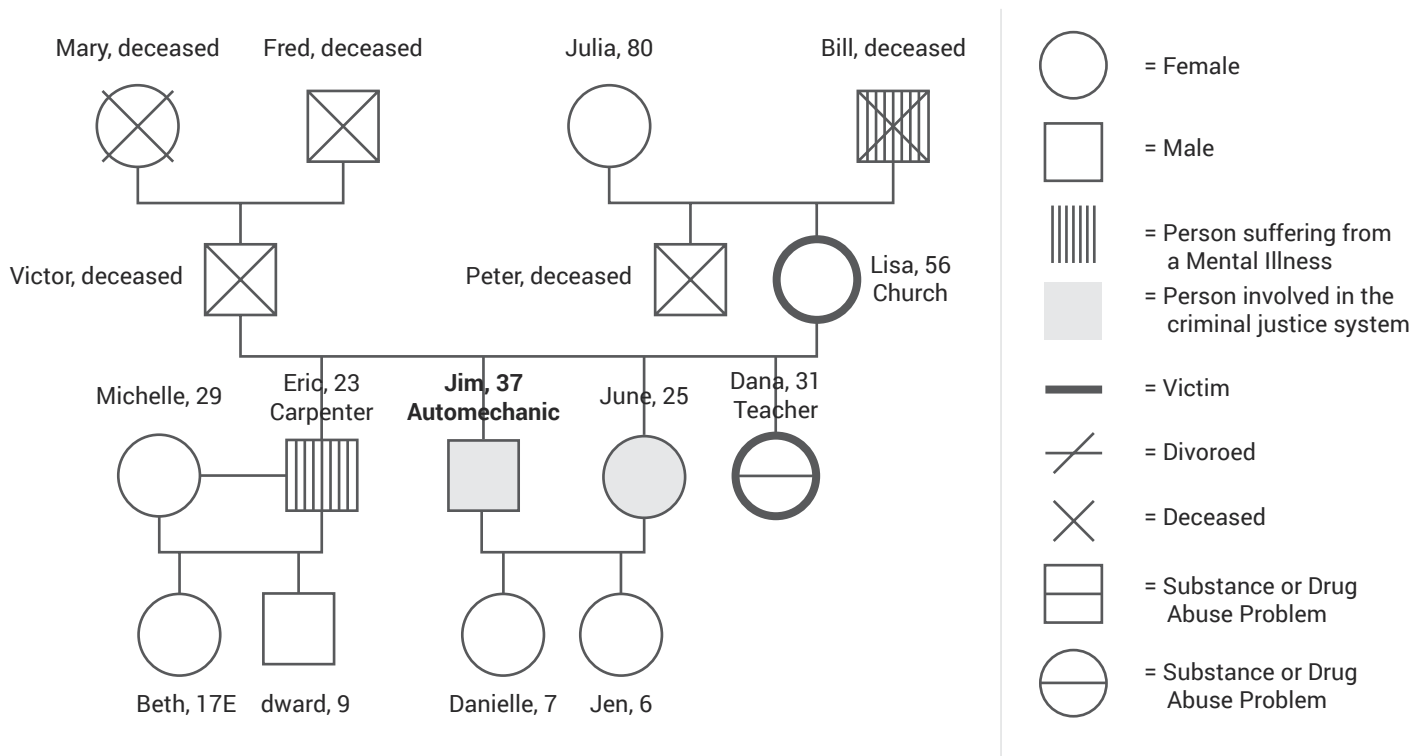 Mary, deceased
Fred, deceased
Julia, 80
Bill, deceased
Victor, deceased
Peter, deceased
Lisa, 56
Church
Michelle, 29
Eric, 23
Carpenter
Jim, 37
Automechanic
June, 25
Dana, 31
Teacher
Beth, 17E
dward, 9
Danielle, 7
Jen, 6
= Female
= Male
= Person suffering from
a Mental Illness
= Person involved in the
criminal justice system
= Victim
= Divoroed
= Deceased
= Substance or Drug
Abuse Problem
= Substance or Drug
Abuse Problem